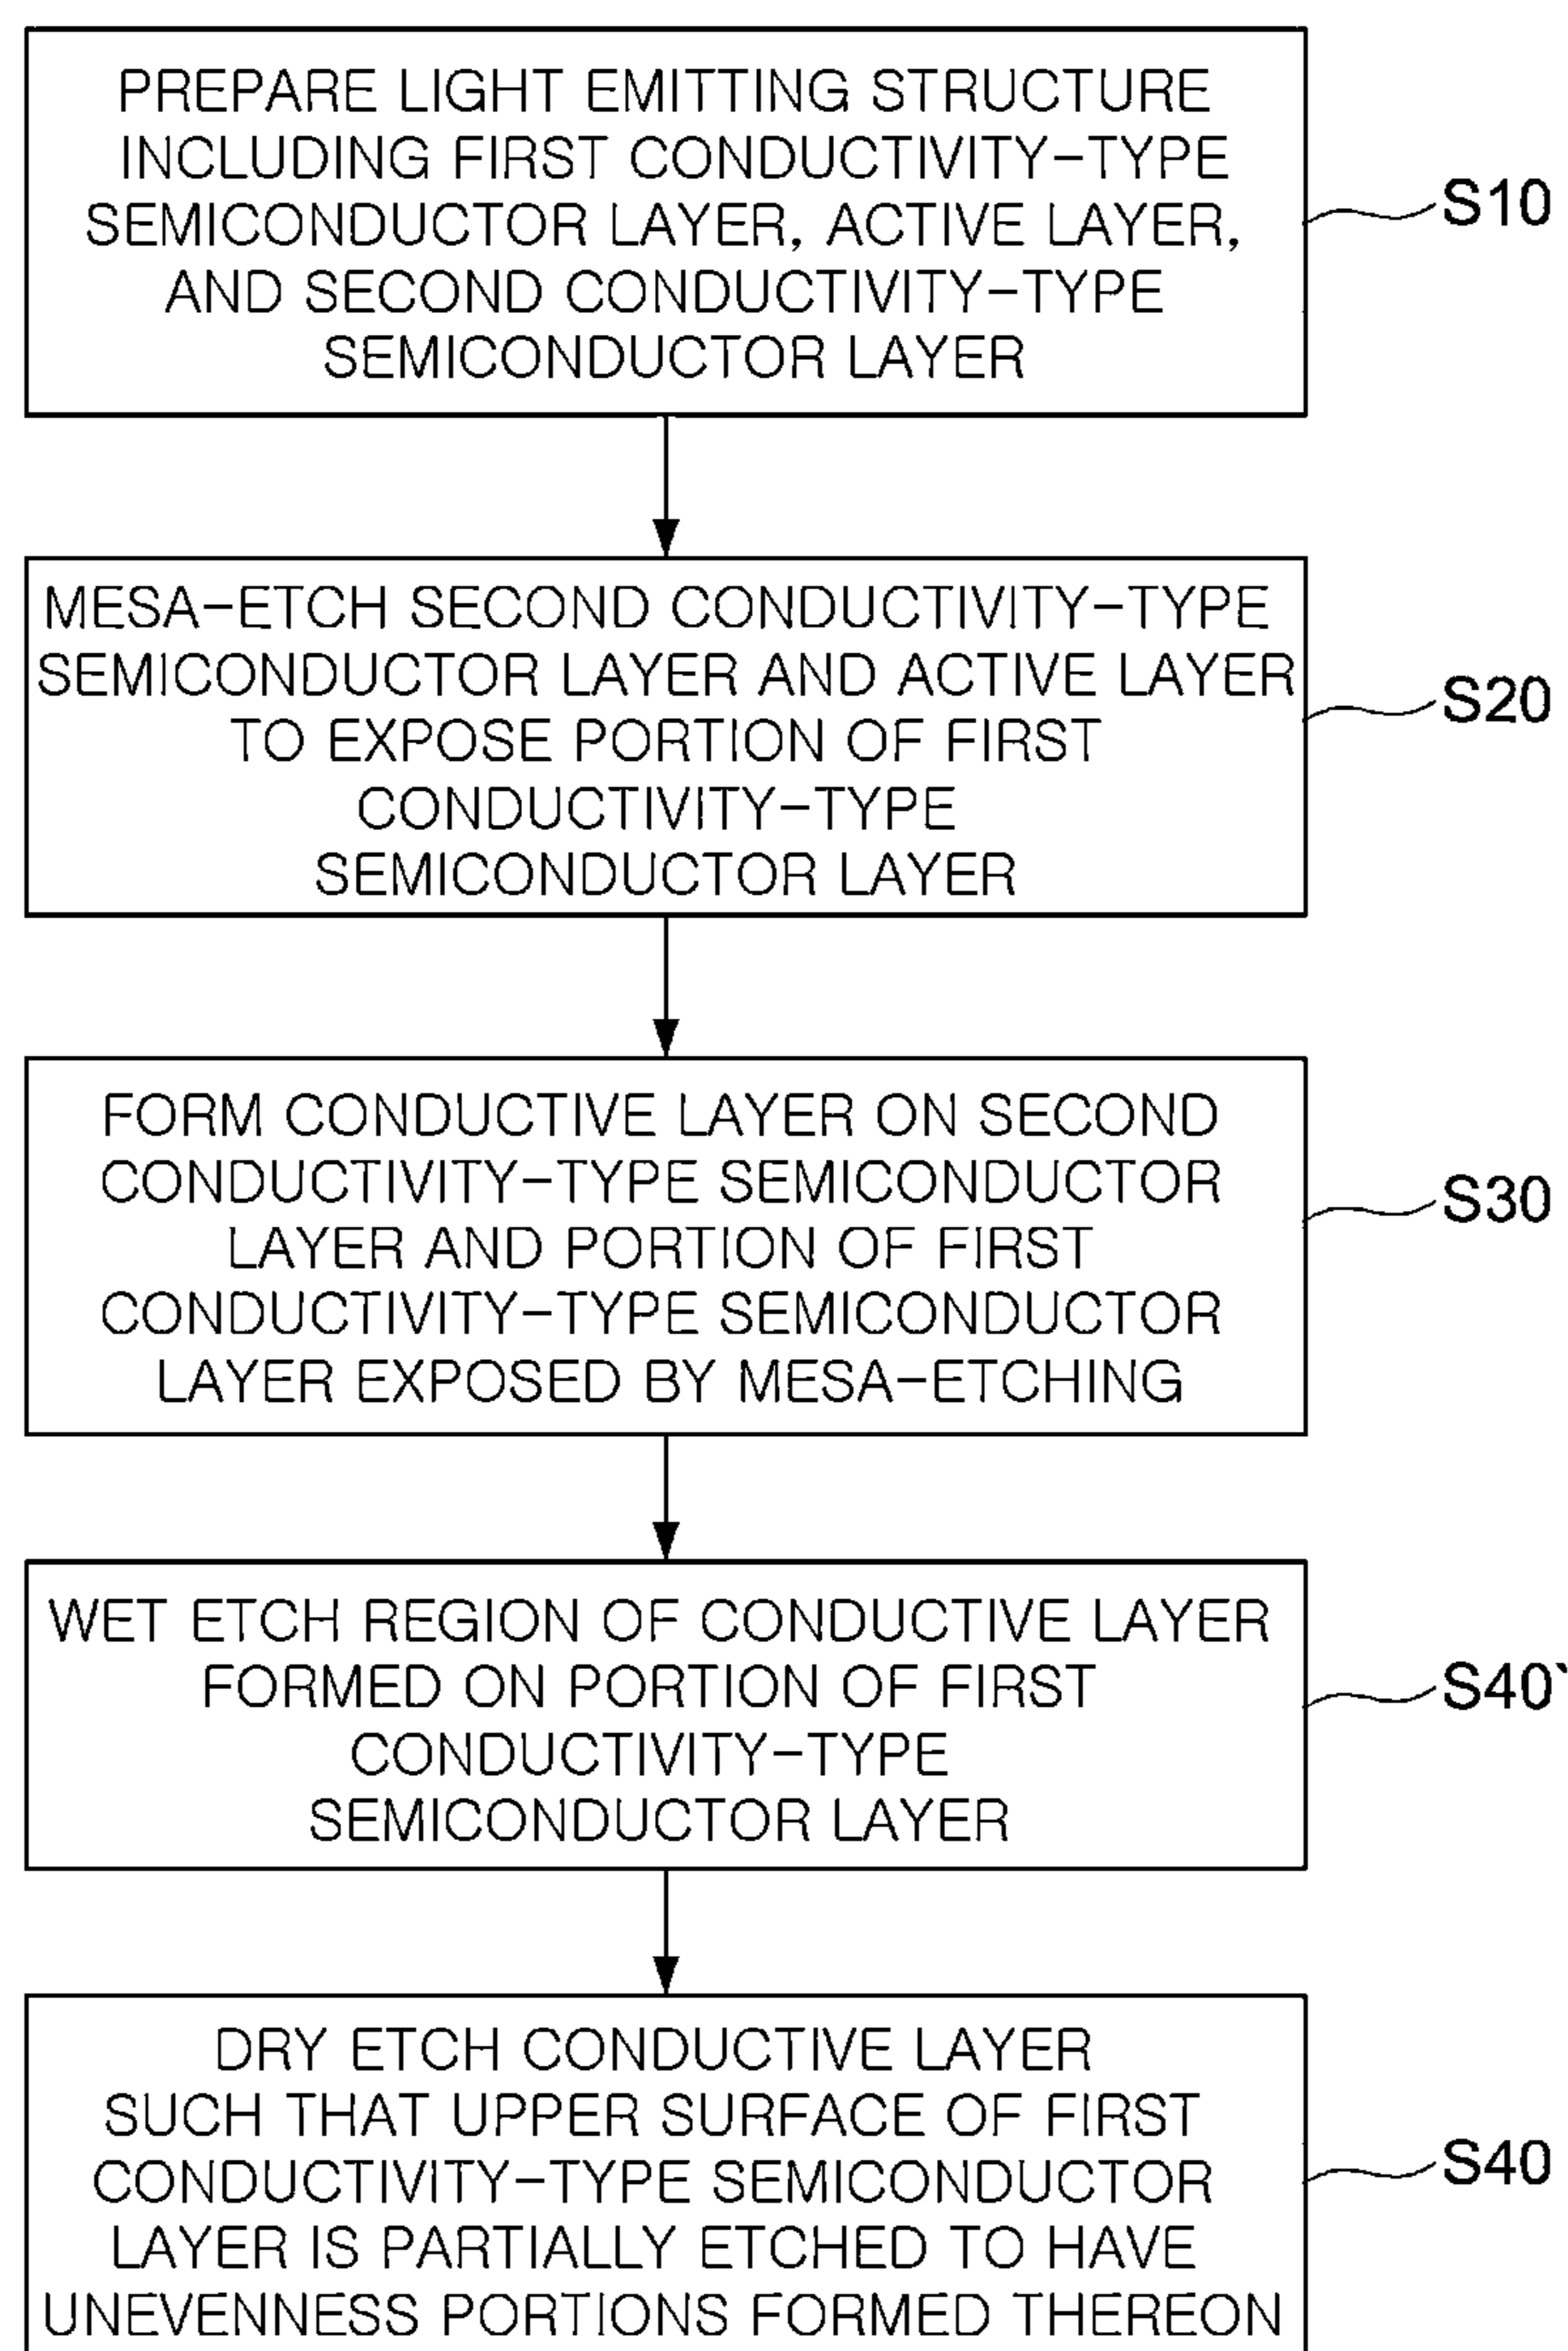 PREPARE LIGHT EMITTING STRUCTURE
INCLUDING FIRST CONDUCTIVITY-TYPE
SEMICONDUCTOR LAYER, ACTIVE LAYER,
AND SECOND CONDUCTIVITY-TYPE
SEMICONDUCTOR LAYER
S10
MESA-ETCH SECOND CONDUCTIVITY-TYPE
SEMICONDUCTOR LAYER AND ACTIVE LAYER
TO EXPOSE PORTION OF FIRST
CONDUCTIVITY-TYPE
SEMICONDUCTOR LAYER
S20
FORM CONDUCTIVE LAYER ON SECOND
CONDUCTIVITY-TYPE SEMICONDUCTOR
LAYER AND PORTION OF FIRST
CONDUCTIVITY-TYPE SEMICONDUCTOR
LAYER EXPOSED BY MESA-ETCHING
S30
WET ETCH REGION OF CONDUCTIVE LAYER
FORMED ON PORTION OF FIRST
CONDUCTIVITY-TYPE
SEMICONDUCTOR LAYER
S40`
DRY ETCH CONDUCTIVE LAYER
SUCH THAT UPPER SURFACE OF FIRST
CONDUCTIVITY-TYPE SEMICONDUCTOR
LAYER IS PARTIALLY ETCHED TO HAVE
UNEVENNESS PORTIONS FORMED THEREON
S40